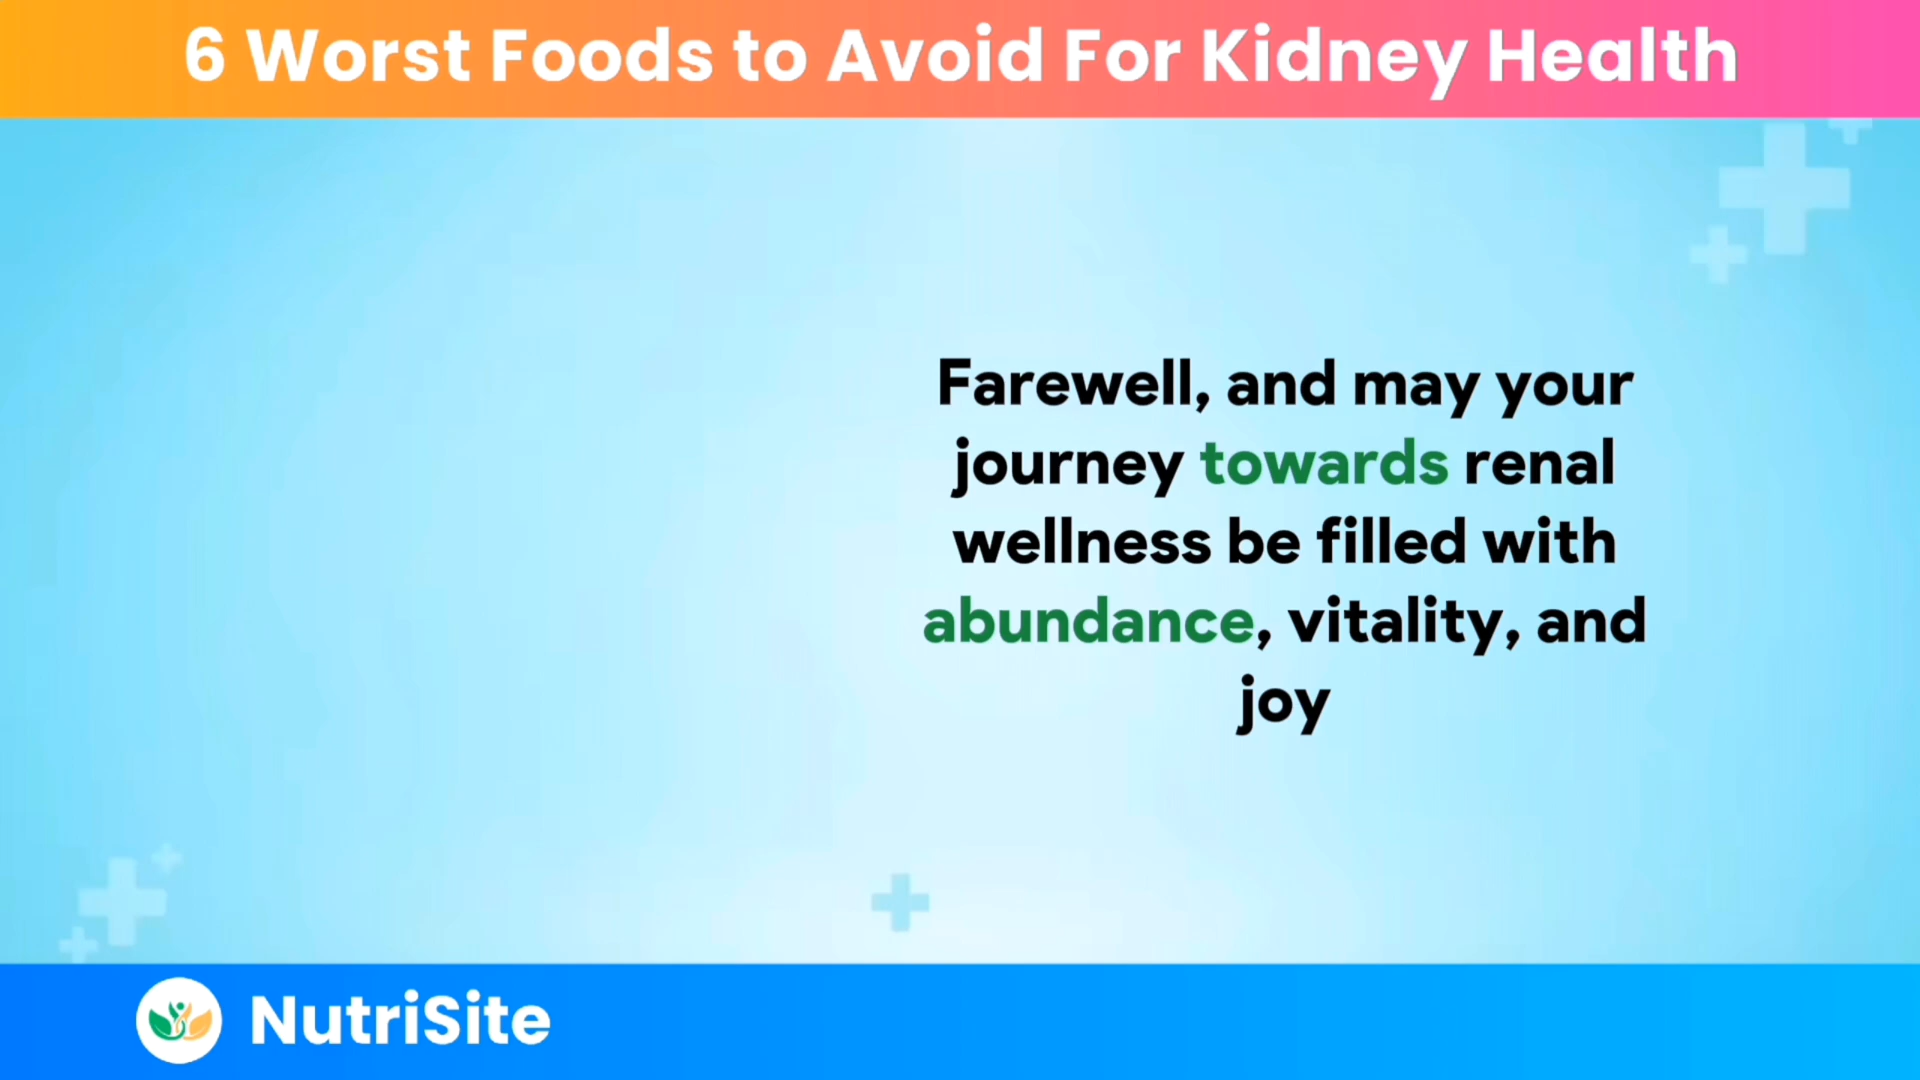 6 Worst Foods to Avoid For Kidney Health
Farewell, and may your
journey towards renal
wellness be filled with
abundance, vitality, and
joy
NutriSite